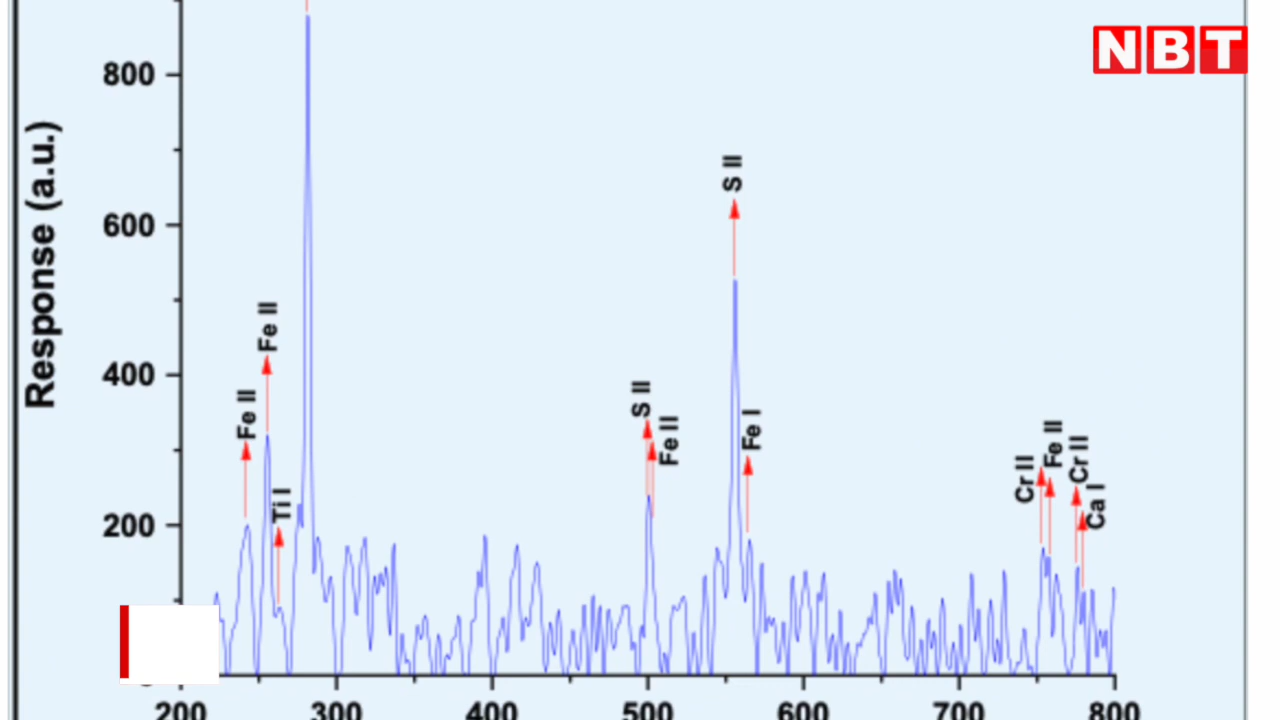 NBT
Response (a.u.)
800
600
400
200
Fe II
Fe II
Ti I
S II
Fe II
S II
Fe I
Cr II
Fe II
Cr II
Ca I
200 300 400 500 600 700 800